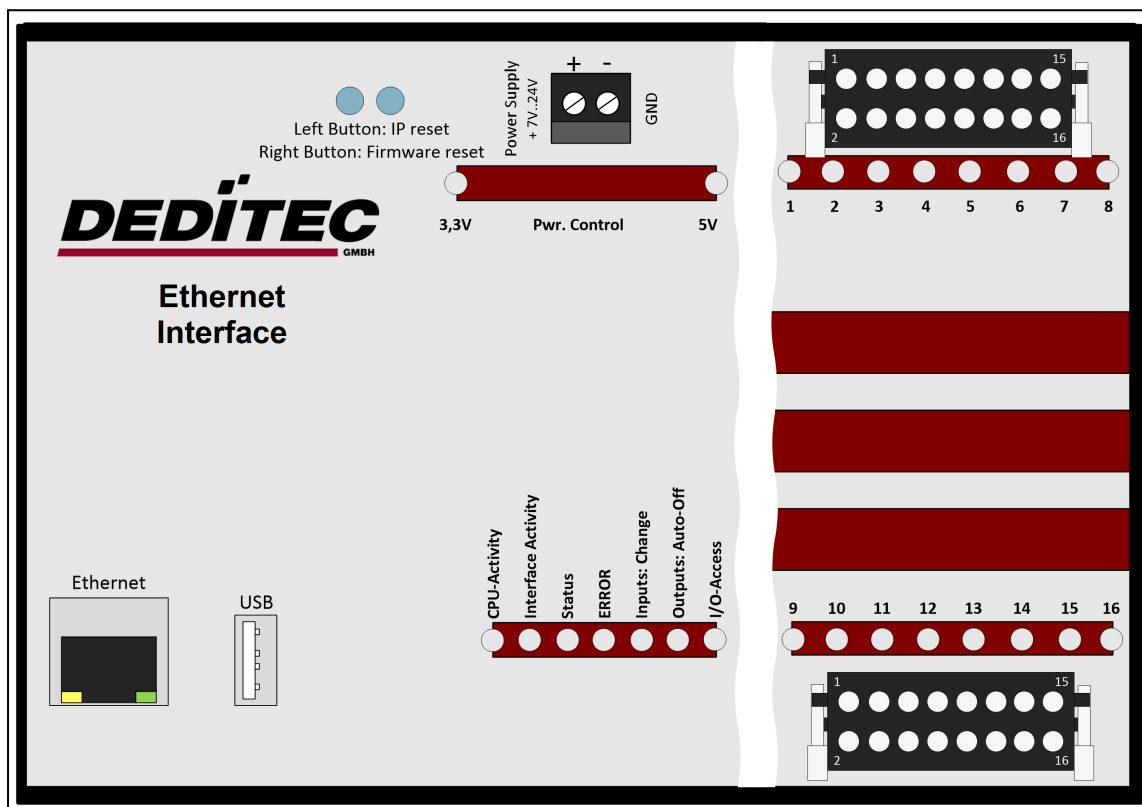 Left Button: IP reset
Right Button: Firmware reset
Power Supply
+ 7V..24V
+ -
GND
3,3V Pwr. Control 5V
DEDITEC
GMBH
Ethernet
Interface
CPU-Activity
Interface Activity
Status
ERROR
Inputs: Change
Outputs: Auto-Off
I/O-Access
Ethernet
USB
1 15
2 16
1 2 3 4 5 6 7 8
9 10 11 12 13 14 15 16
1 15
2 16